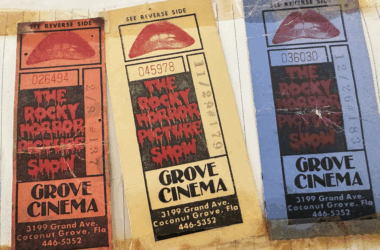 SEE REVERSE SIDE
026494
THE
ROCKY
HORROR
PICTURE
SHOW
GROVE
CINEMA
3199 Grand Ave.
Coconut Grove, Fla
446-5352
SEE REVERSE SIDE
045978
THE
ROCKY
HORROR
PICTURE
SHOW
GROVE
CINEMA
3199 Grand Ave.
Coconut Grove, Fla
446-5352
SEE REVERSE SIDE
036030
THE
ROCKY
HORROR
PICTURE
SHOW
GROVE
CINEMA
3199 Grand Ave.
Coconut Grove, Fla.
446-5352